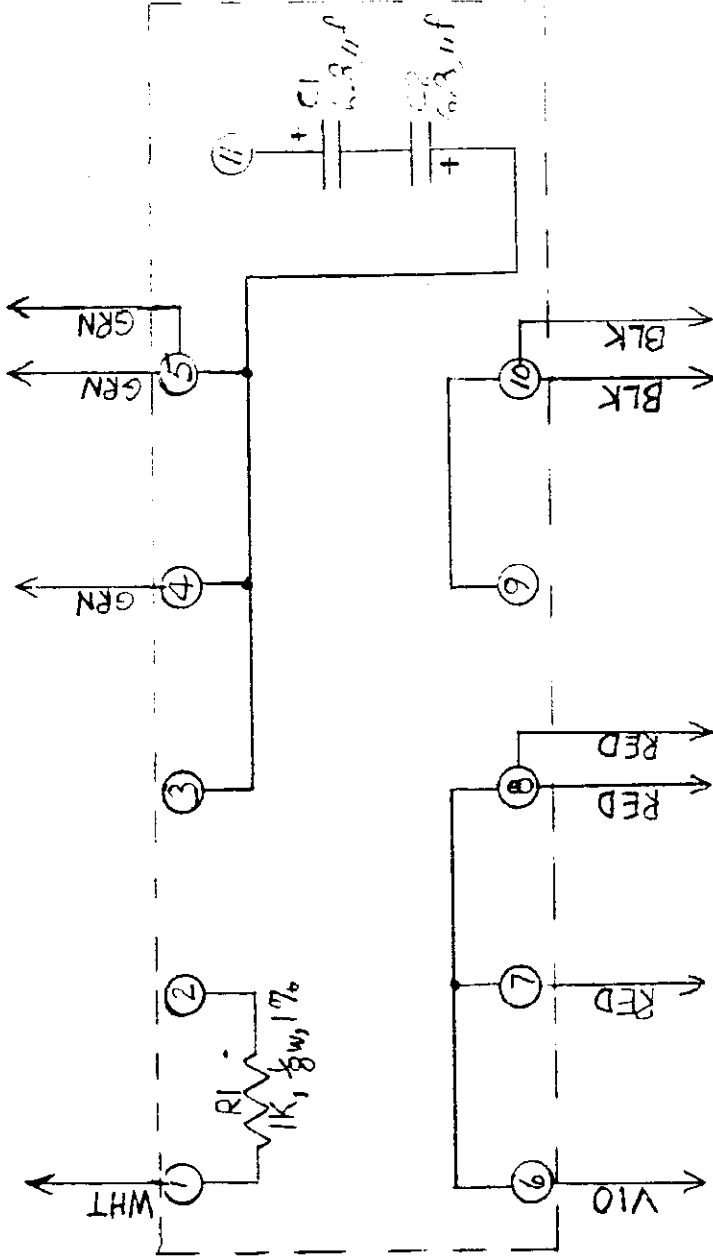 WHT
GRN
GRN
GRN
1
2
3
4
5
11
R1
1K, 1/8W, 1%
+ C1
+
6
7
8
9
10
VIO
RED
RED
RED
BLK
BLK